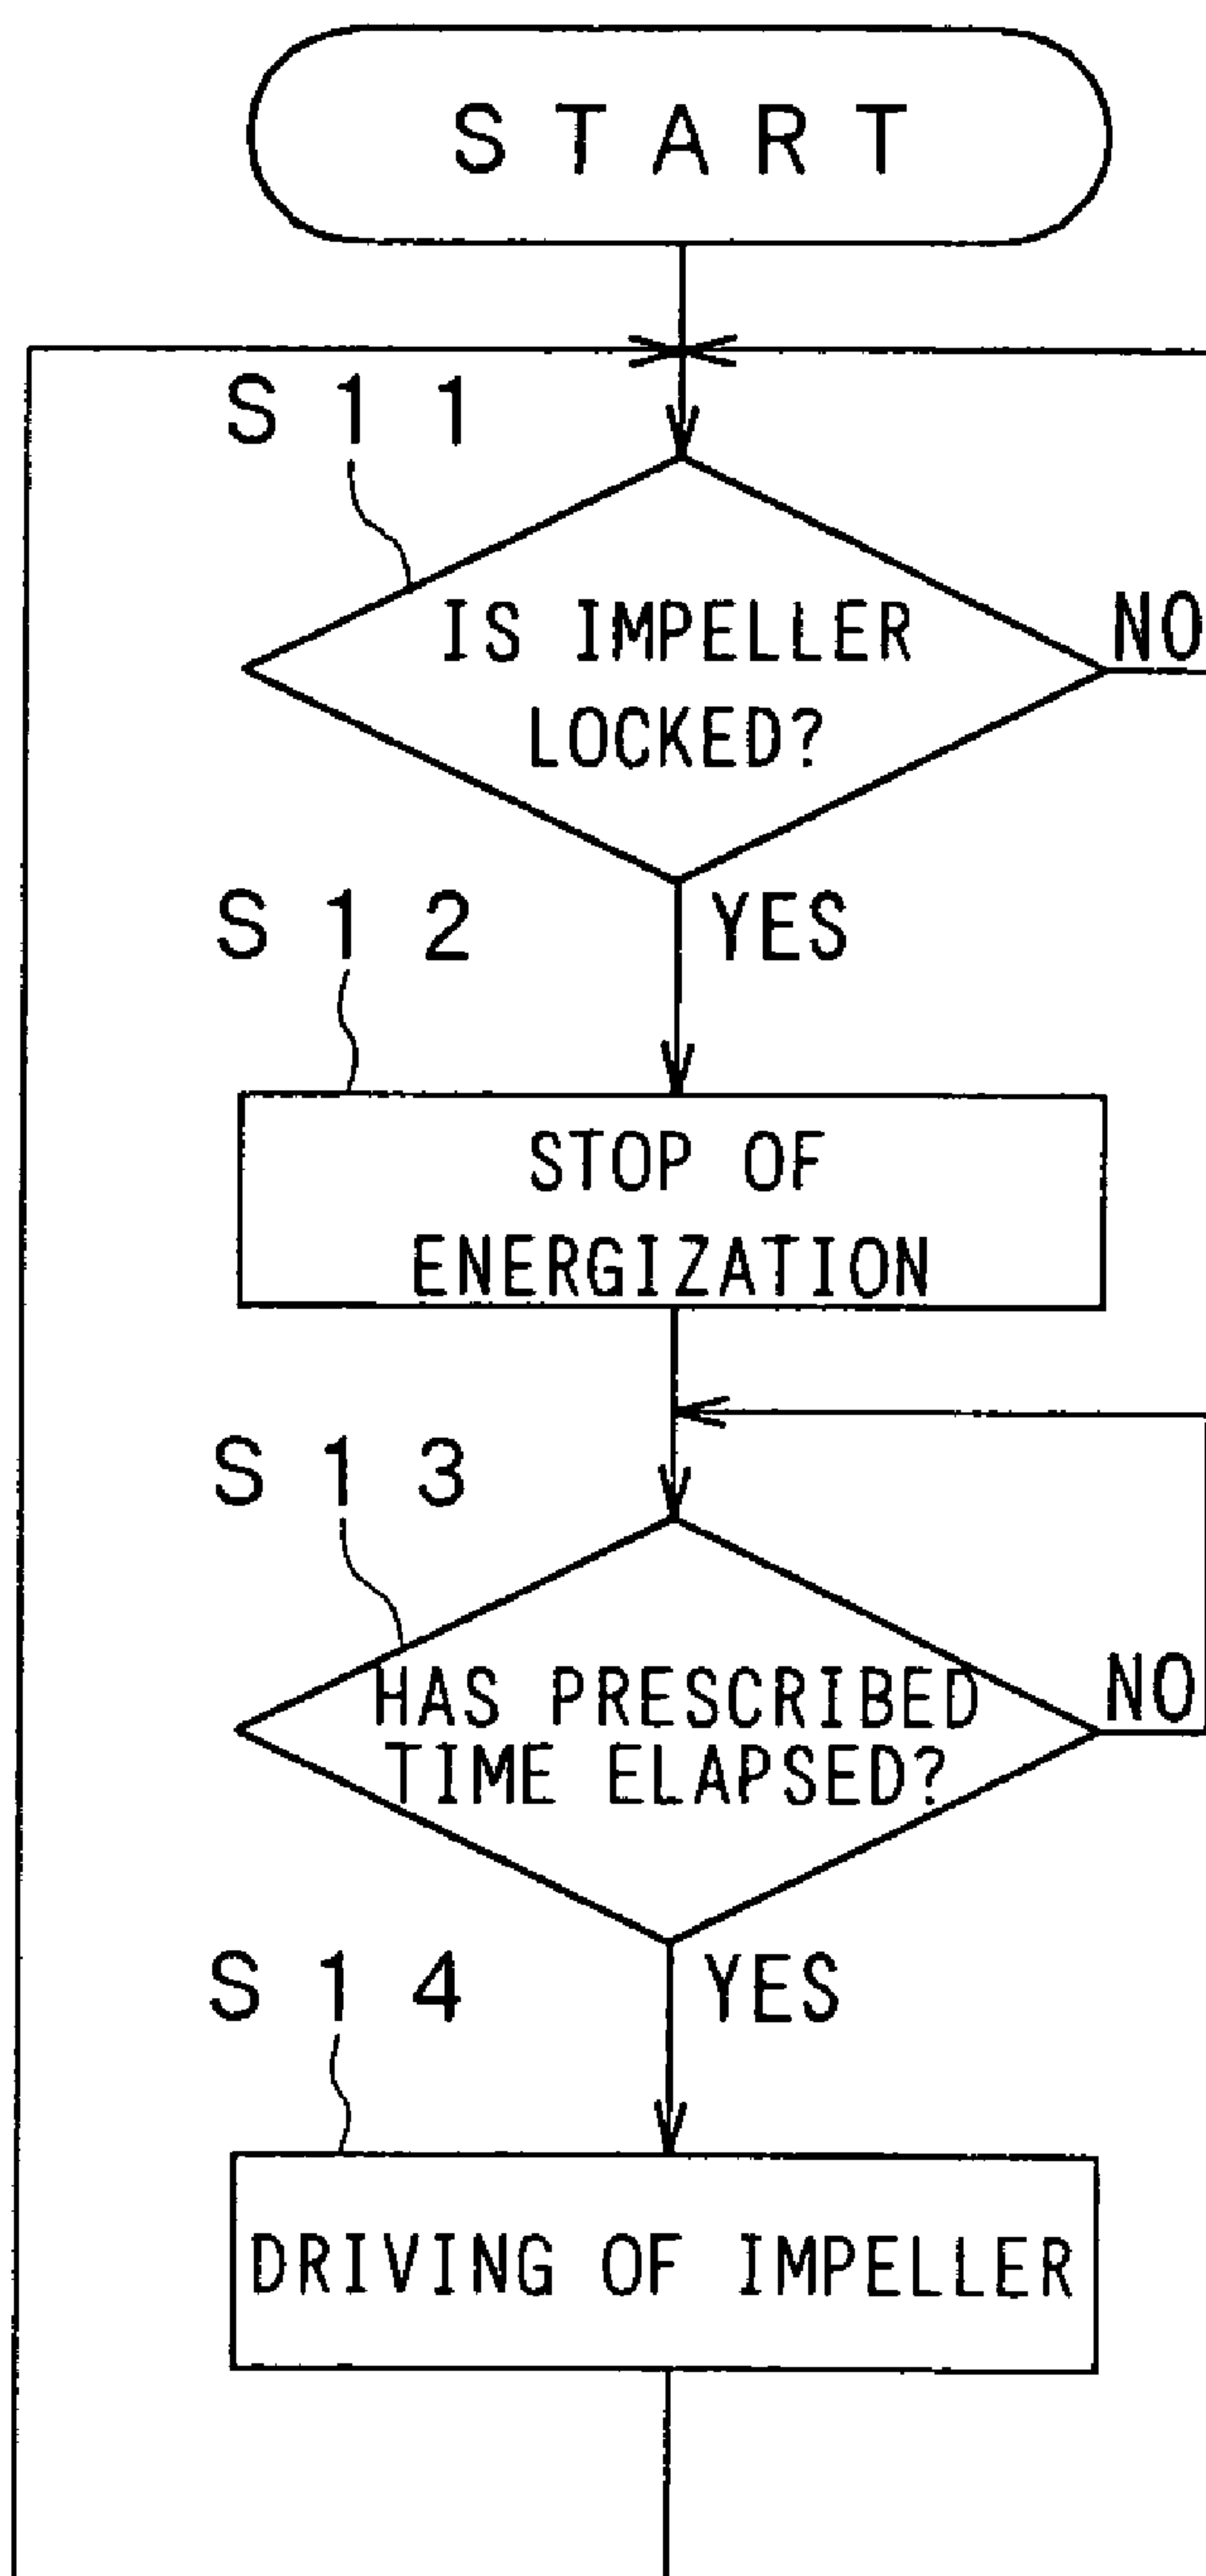 START
S11
IS IMPELLER
LOCKED?
NO
S12
YES
STOP OF
ENERGIZATION
S13
HAS PRESCRIBED
TIME ELAPSED?
NO
S14
YES
DRIVING OF IMPELLER